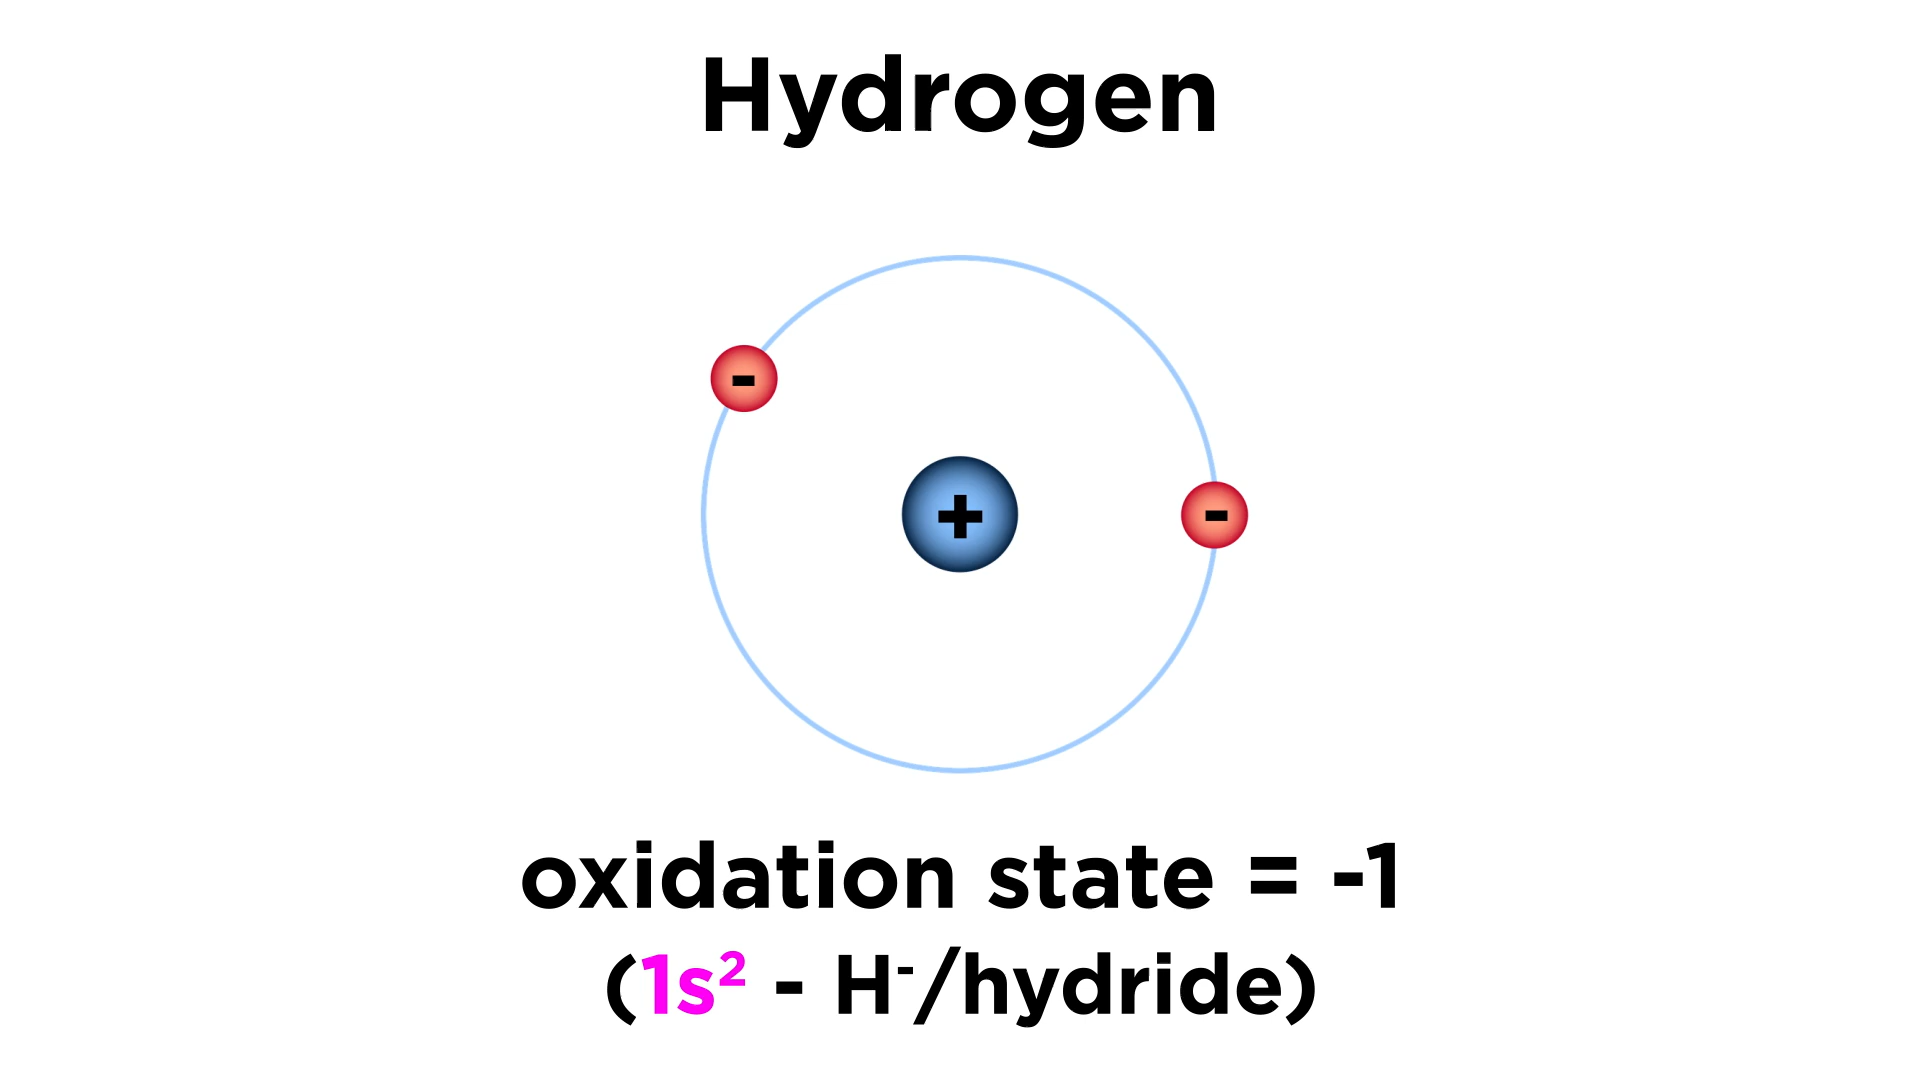 Hydrogen
-
+
-
oxidation state = -1
(1s² - H⁻/hydride)